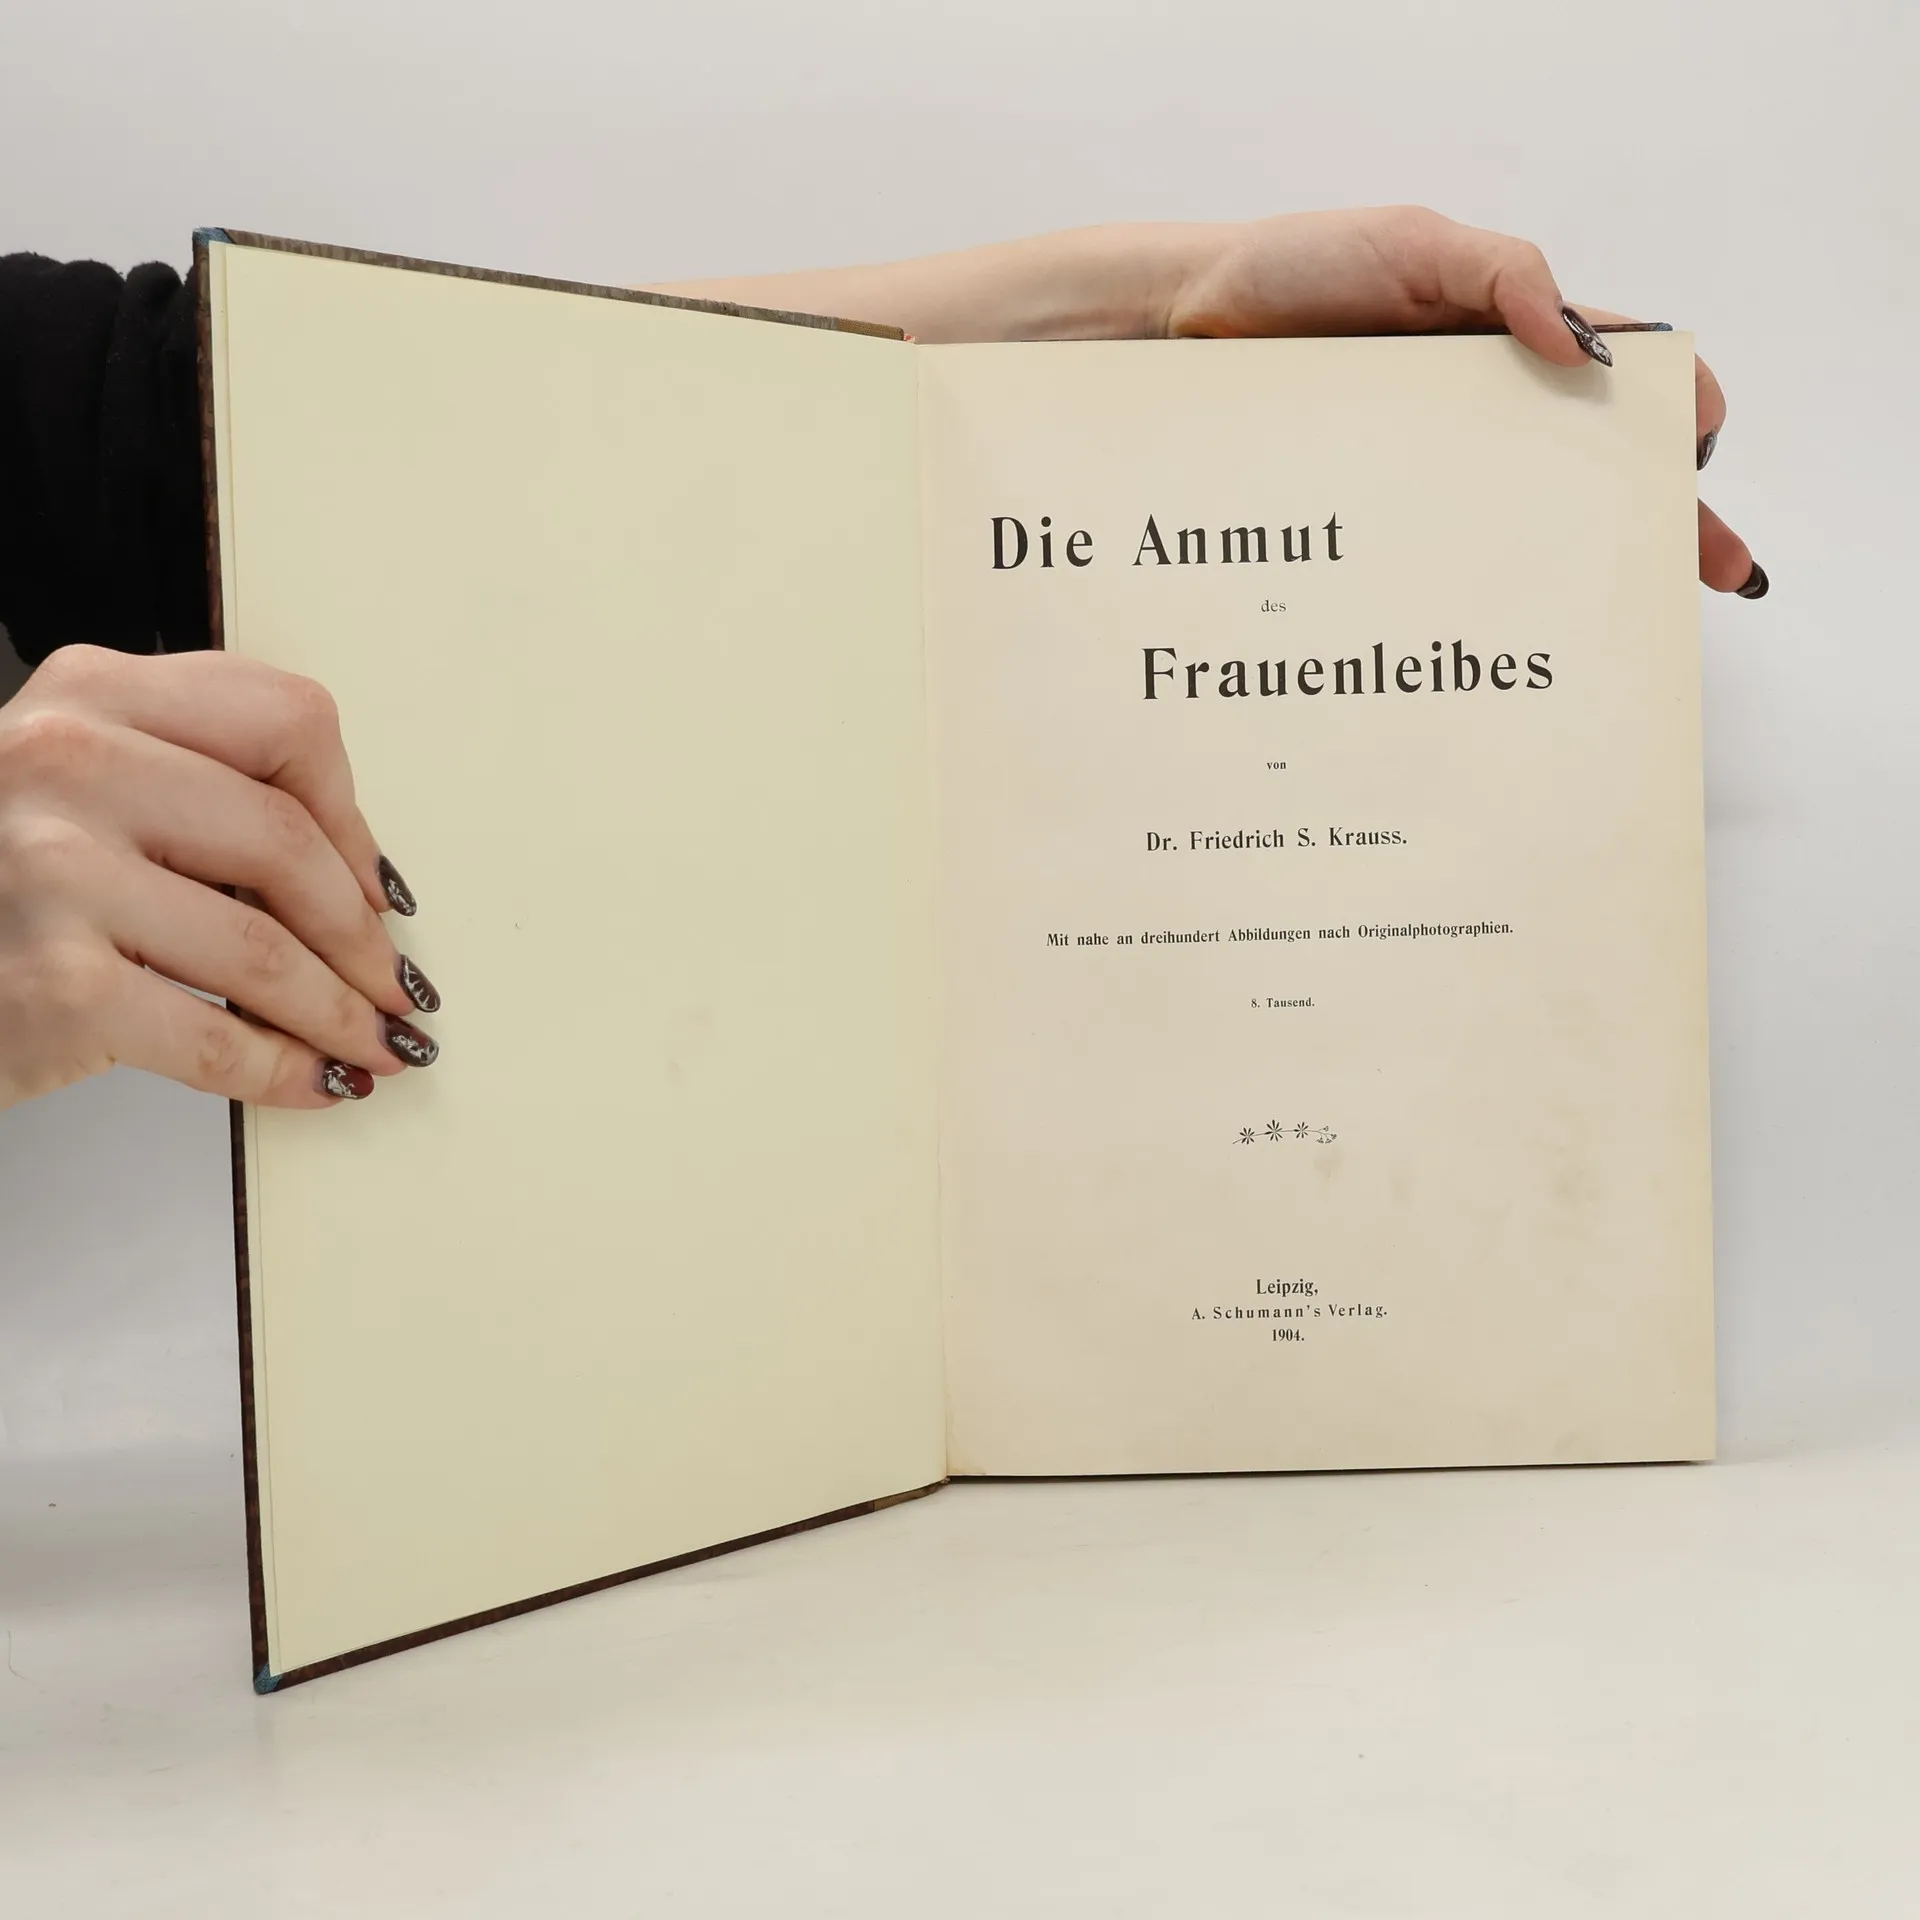 Die Anmut
des
Frauenleibes
von
Dr. Friedrich S. Krauss.
Mit nahe an dreihundert Abbildungen nach Originalphotographien.
8. Tausend.
Leipzig,
A. Schumann's Verlag.
1904.